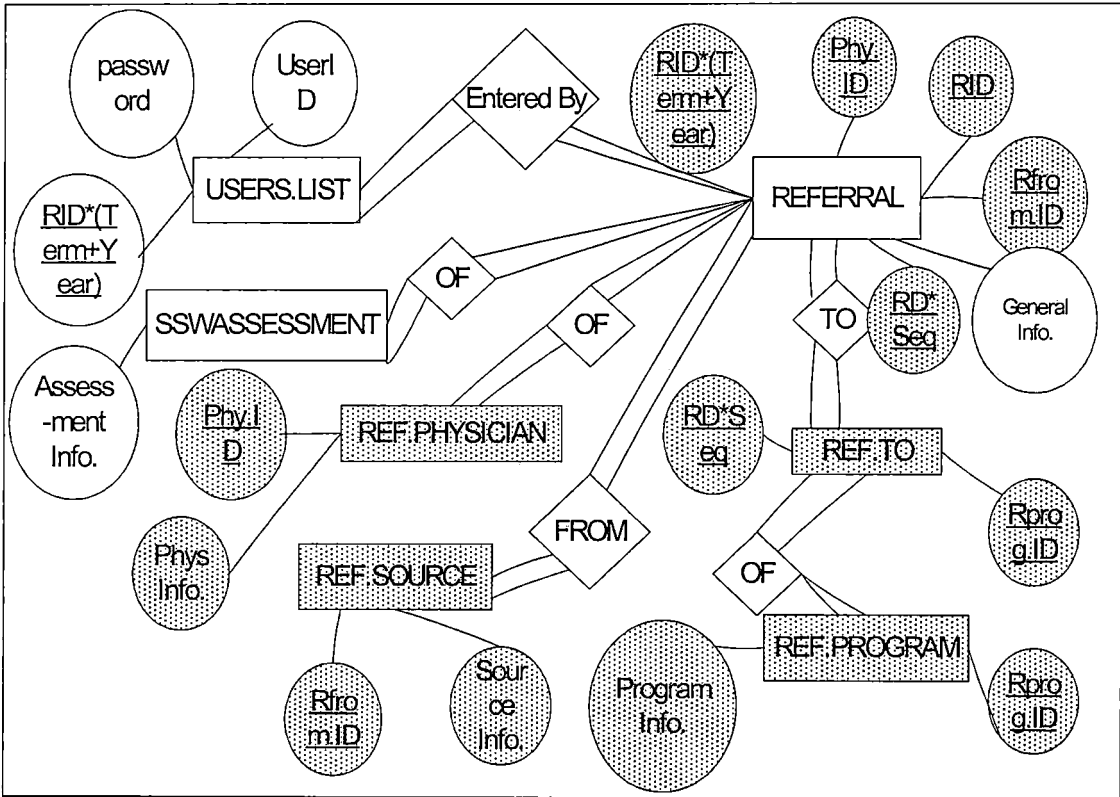 passw
ord
UserI
D
Entered By
RID*(T
erm+Y
ear)
Phy.
ID
RID
USERS.LIST
REFERRAL
Rfro
m.ID
RID*(T
erm+Y
ear)
OF
SSWASSESSMENT
OF
TO
RD*
Seq
General
Info.
Assess
-ment
Info.
Phy.I
D
REF.PHYSICIAN
RD*S
eq
REF.TO
FROM
Rpro
g.ID
Phys
Info.
REF.SOURCE
OF
REF.PROGRAM
Rfro
m.ID
Sour
ce
Info.
Program
Info.
Rpro
g.ID